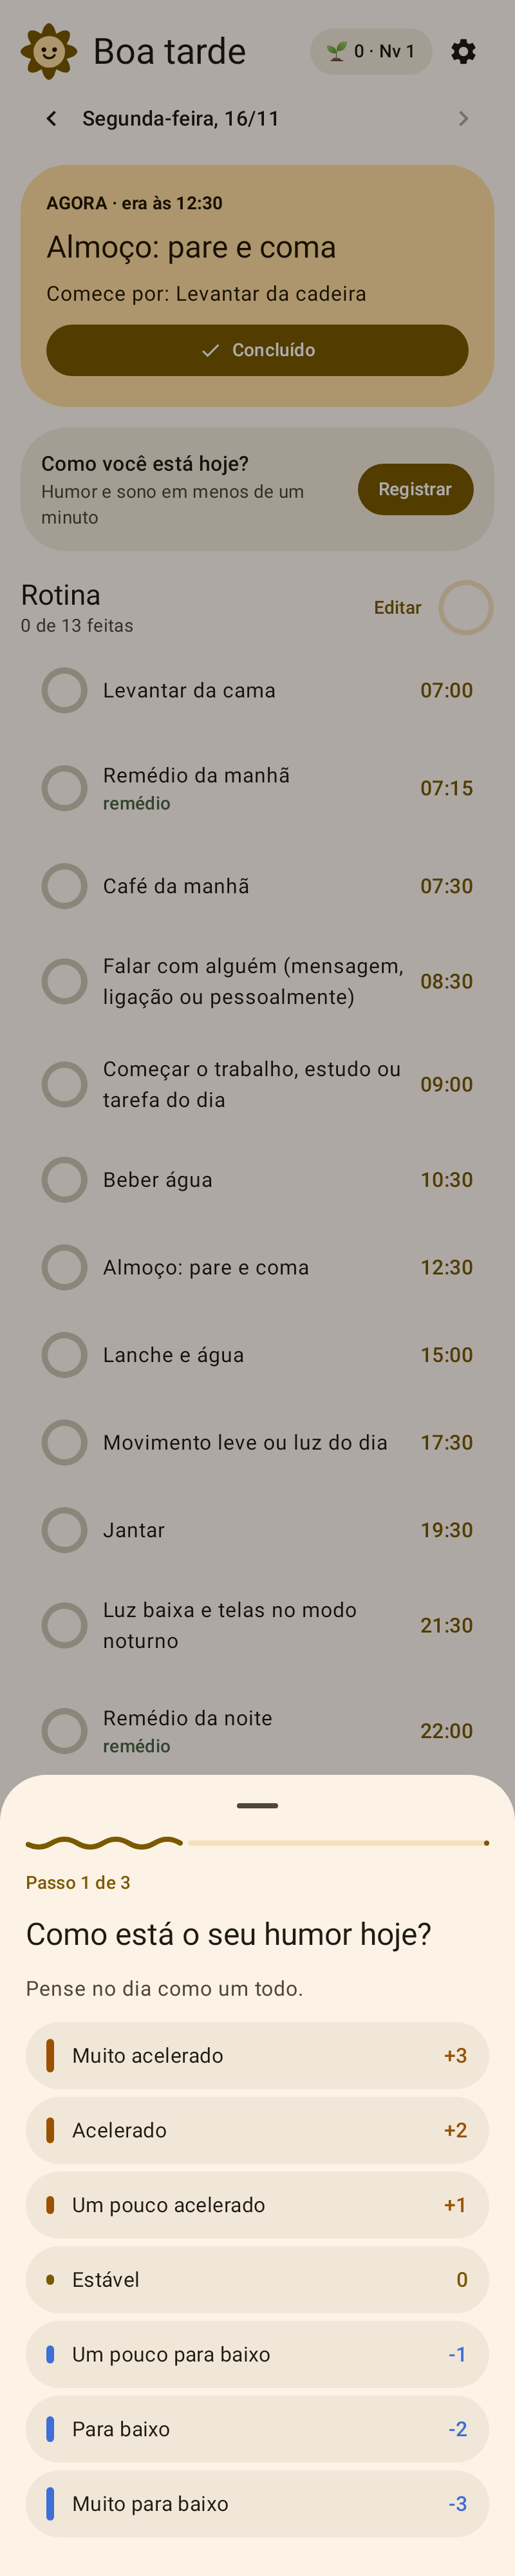 Boa tarde
🌱 0 · Nv 1
Segunda-feira, 16/11
AGORA · era às 12:30
Almoço: pare e coma
Comece por: Levantar da cadeira
Concluído
Como você está hoje?
Humor e sono em menos de um
minuto
Registrar
Rotina
0 de 13 feitas
Editar
Levantar da cama
07:00
Remédio da manhã
remédio
07:15
Café da manhã
07:30
Falar com alguém (mensagem,
ligação ou pessoalmente)
08:30
Começar o trabalho, estudo ou
tarefa do dia
09:00
Beber água
10:30
Almoço: pare e coma
12:30
Lanche e água
15:00
Movimento leve ou luz do dia
17:30
Jantar
19:30
Luz baixa e telas no modo
noturno
21:30
Remédio da noite
remédio
22:00
Passo 1 de 3
Como está o seu humor hoje?
Pense no dia como um todo.
Muito acelerado
+3
Acelerado
+2
Um pouco acelerado
+1
Estável
0
Um pouco para baixo
-1
Para baixo
-2
Muito para baixo
-3